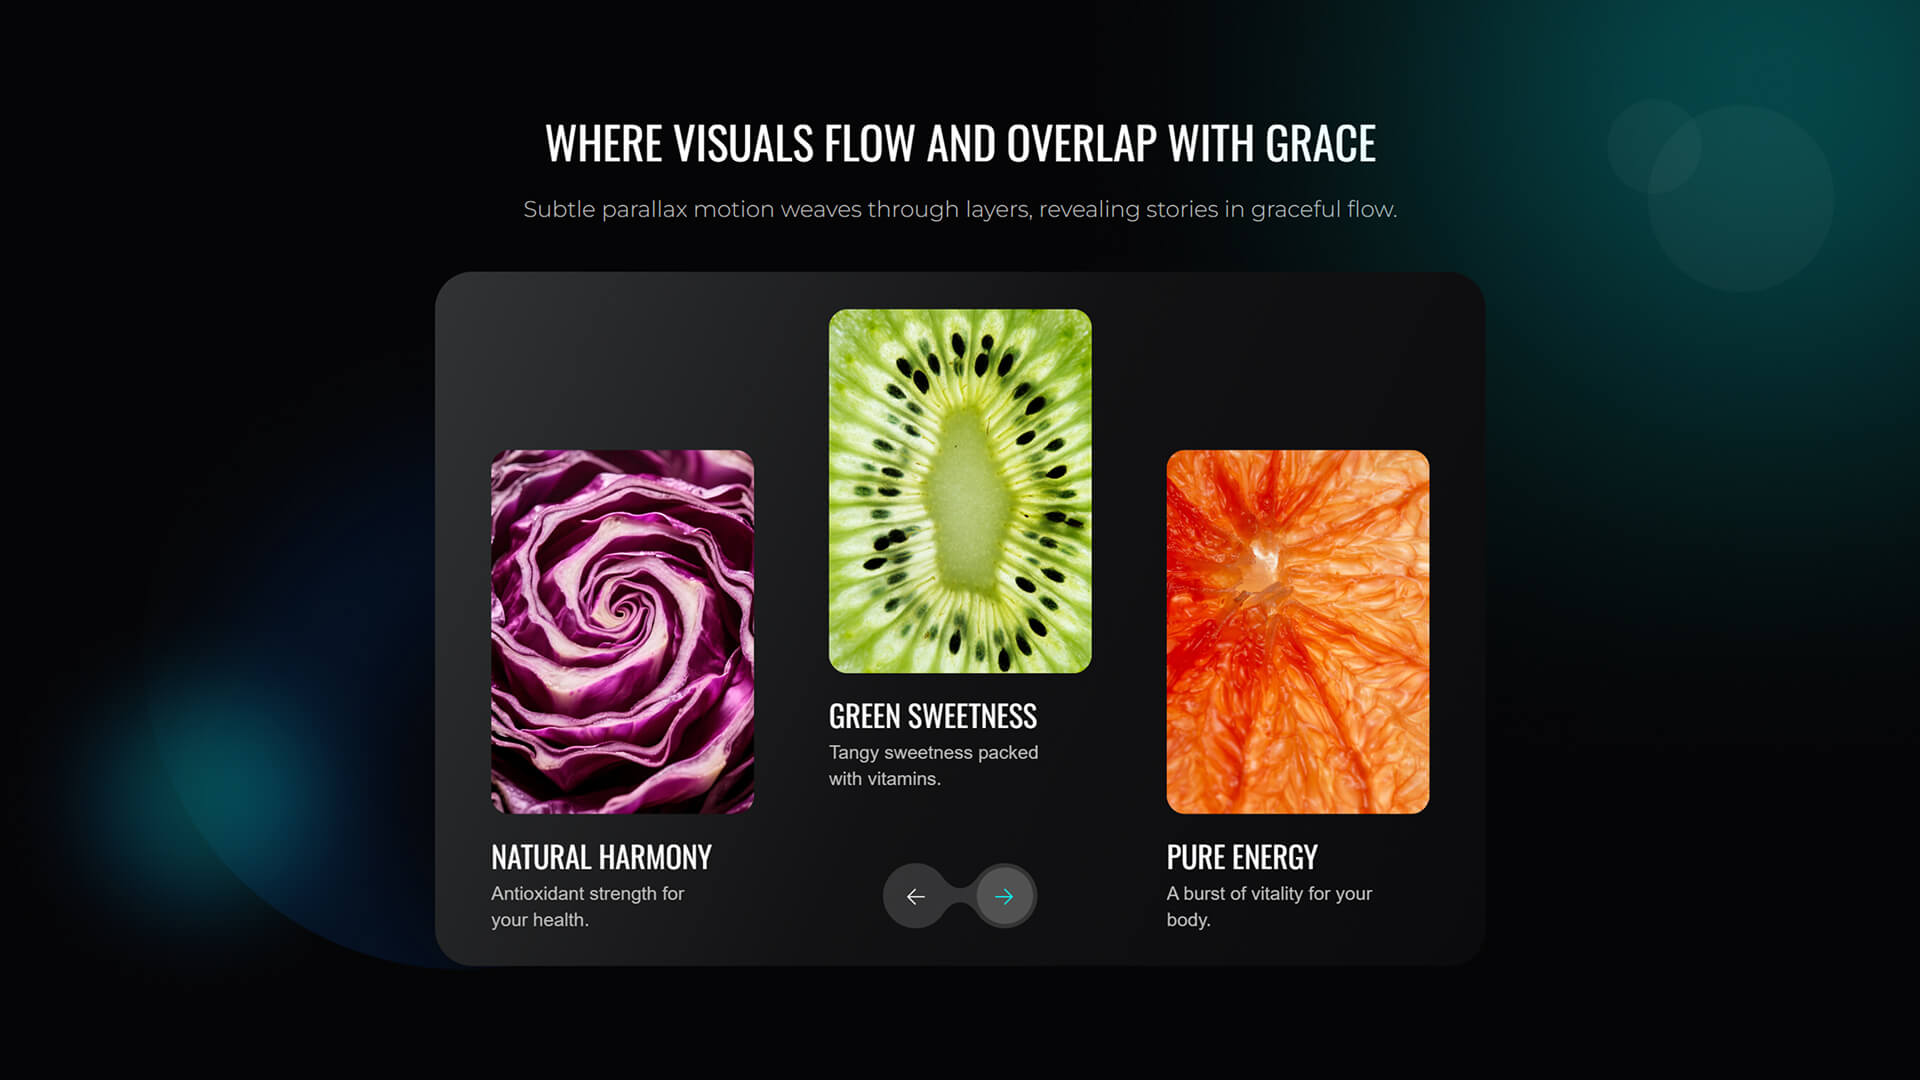 WHERE VISUALS FLOW AND OVERLAP WITH GRACE
Subtle parallax motion weaves through layers, revealing stories in graceful flow.
NATURAL HARMONY
Antioxidant strength for
your health.
GREEN SWEETNESS
Tangy sweetness packed
with vitamins.
PURE ENERGY
A burst of vitality for your
body.